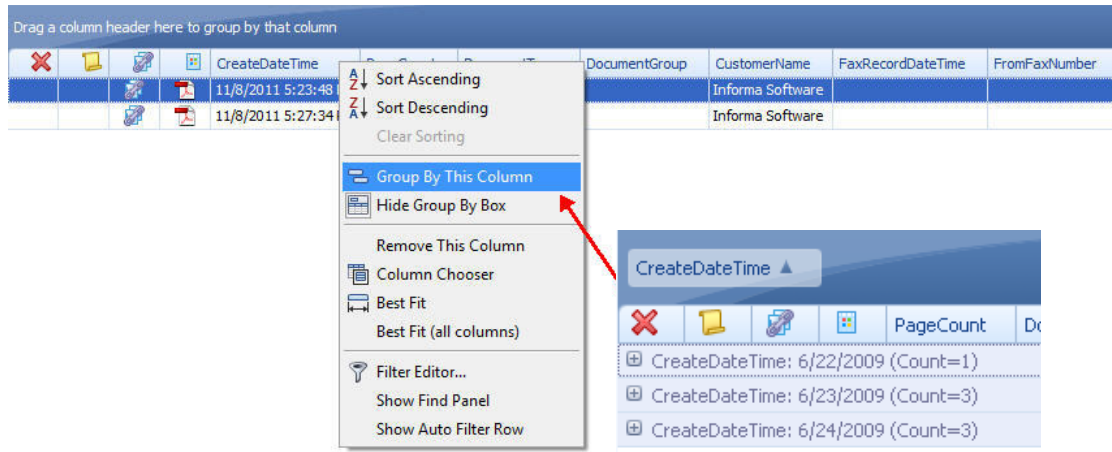 Drag a column header here to group by that column
CreateDateTime DocumentGroup CustomerName FaxRecordDateTime FromFaxNumber
11/8/2011 5:23:48 Informa Software
11/8/2011 5:27:34 Informa Software
Sort Ascending
Sort Descending
Clear Sorting
Group By This Column
Hide Group By Box
Remove This Column
Column Chooser
Best Fit
Best Fit (all columns)
Filter Editor...
Show Find Panel
Show Auto Filter Row
CreateDateTime
PageCount
CreateDateTime: 6/22/2009 (Count=1)
CreateDateTime: 6/23/2009 (Count=3)
CreateDateTime: 6/24/2009 (Count=3)